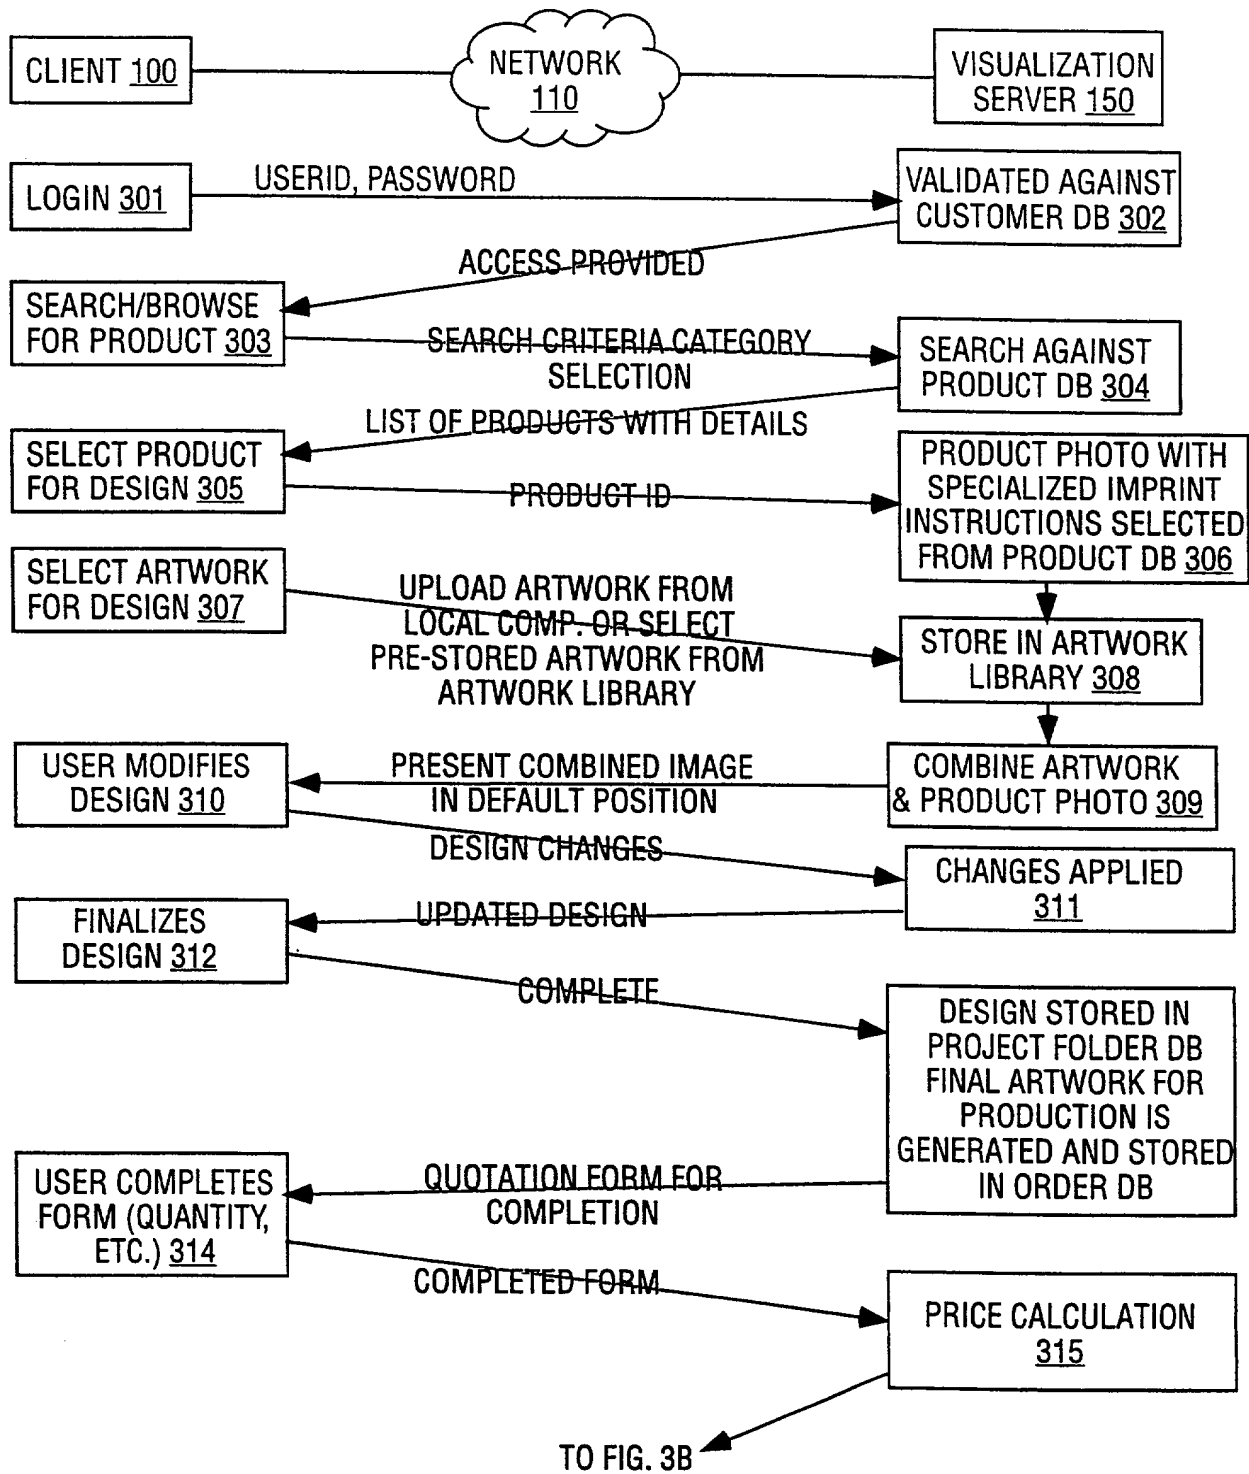 CLIENT 100
NETWORK
110
VISUALIZATION
SERVER 150
LOGIN 301
USERID, PASSWORD
VALIDATED AGAINST
CUSTOMER DB 302
ACCESS PROVIDED
SEARCH/BROWSE
FOR PRODUCT 303
SEARCH CRITERIA CATEGORY
SELECTION
SEARCH AGAINST
PRODUCT DB 304
LIST OF PRODUCTS WITH DETAILS
SELECT PRODUCT
FOR DESIGN 305
PRODUCT ID
PRODUCT PHOTO WITH
SPECIALIZED IMPRINT
INSTRUCTIONS SELECTED
FROM PRODUCT DB 306
SELECT ARTWORK
FOR DESIGN 307
UPLOAD ARTWORK FROM
LOCAL COMP. OR SELECT
PRE-STORED ARTWORK FROM
ARTWORK LIBRARY
STORE IN ARTWORK
LIBRARY 308
COMBINE ARTWORK
& PRODUCT PHOTO 309
PRESENT COMBINED IMAGE
IN DEFAULT POSITION
USER MODIFIES
DESIGN 310
DESIGN CHANGES
CHANGES APPLIED
311
UPDATED DESIGN
FINALIZES
DESIGN 312
COMPLETE
DESIGN STORED IN
PROJECT FOLDER DB
FINAL ARTWORK FOR
PRODUCTION IS
GENERATED AND STORED
IN ORDER DB
QUOTATION FORM FOR
COMPLETION
USER COMPLETES
FORM (QUANTITY,
ETC.) 314
COMPLETED FORM
PRICE CALCULATION
315
TO FIG. 3B